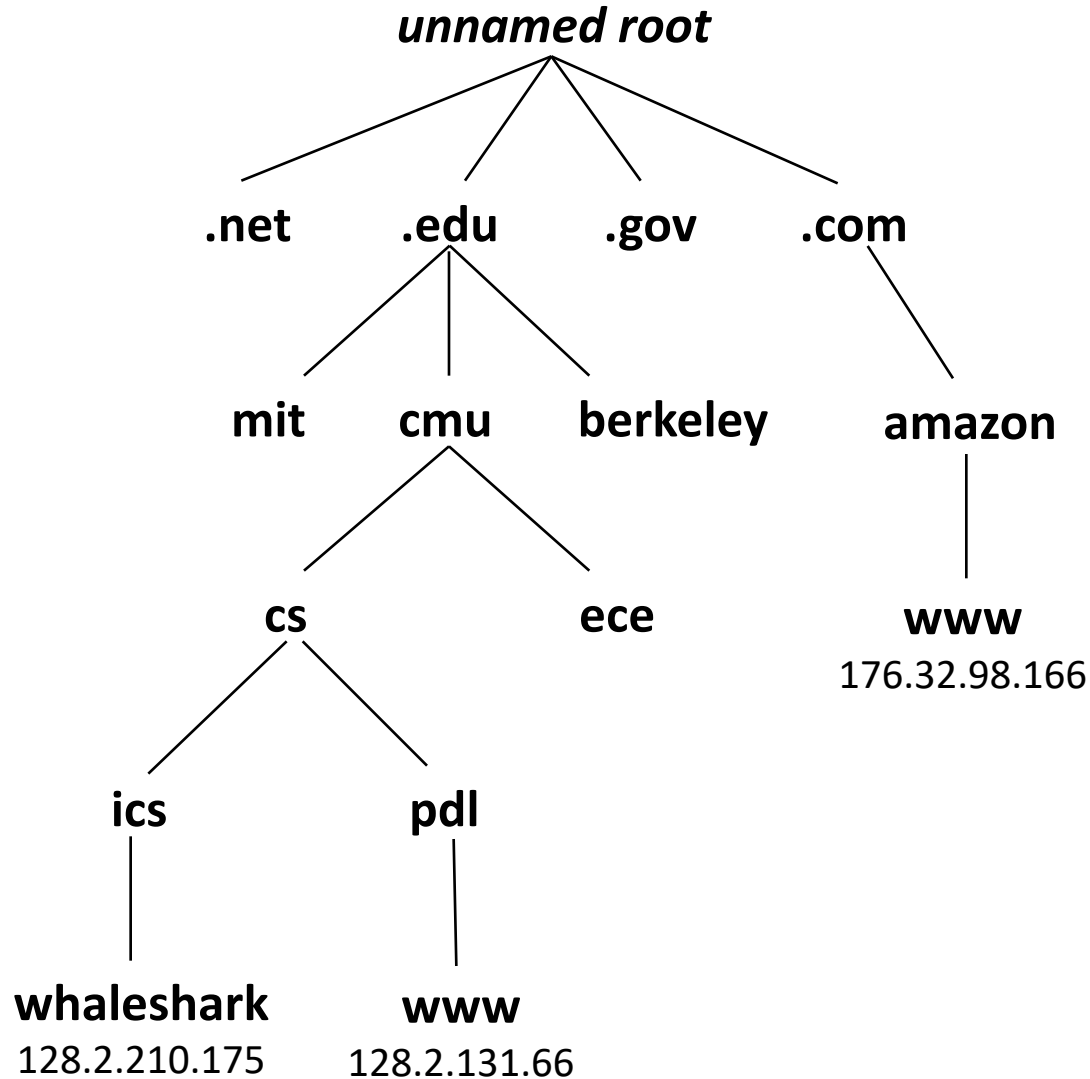 unnamed root
.net .edu .gov .com
mit cmu berkeley amazon
cs ece www
176.32.98.166
ics pdl
whaleshark www
128.2.210.175 128.2.131.66